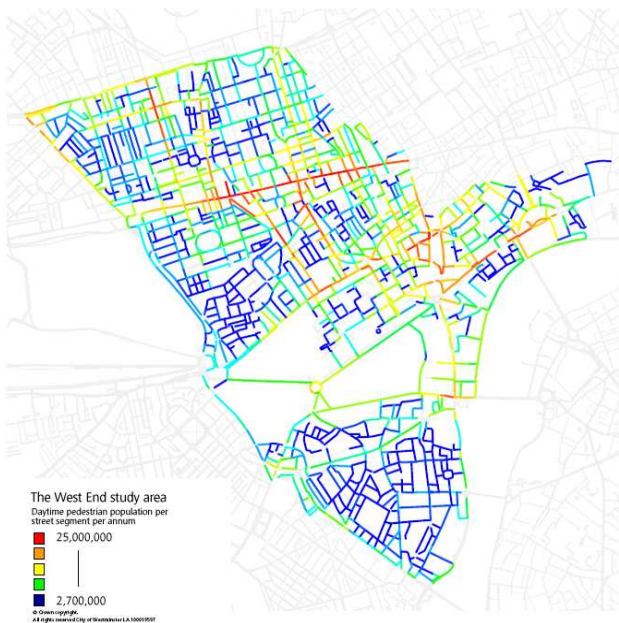 The West End study area
Daytime pedestrian population per
street segment per annum
25,000,000
2,700,000
© Crown copyright.
All rights reserved City of Westminster LA